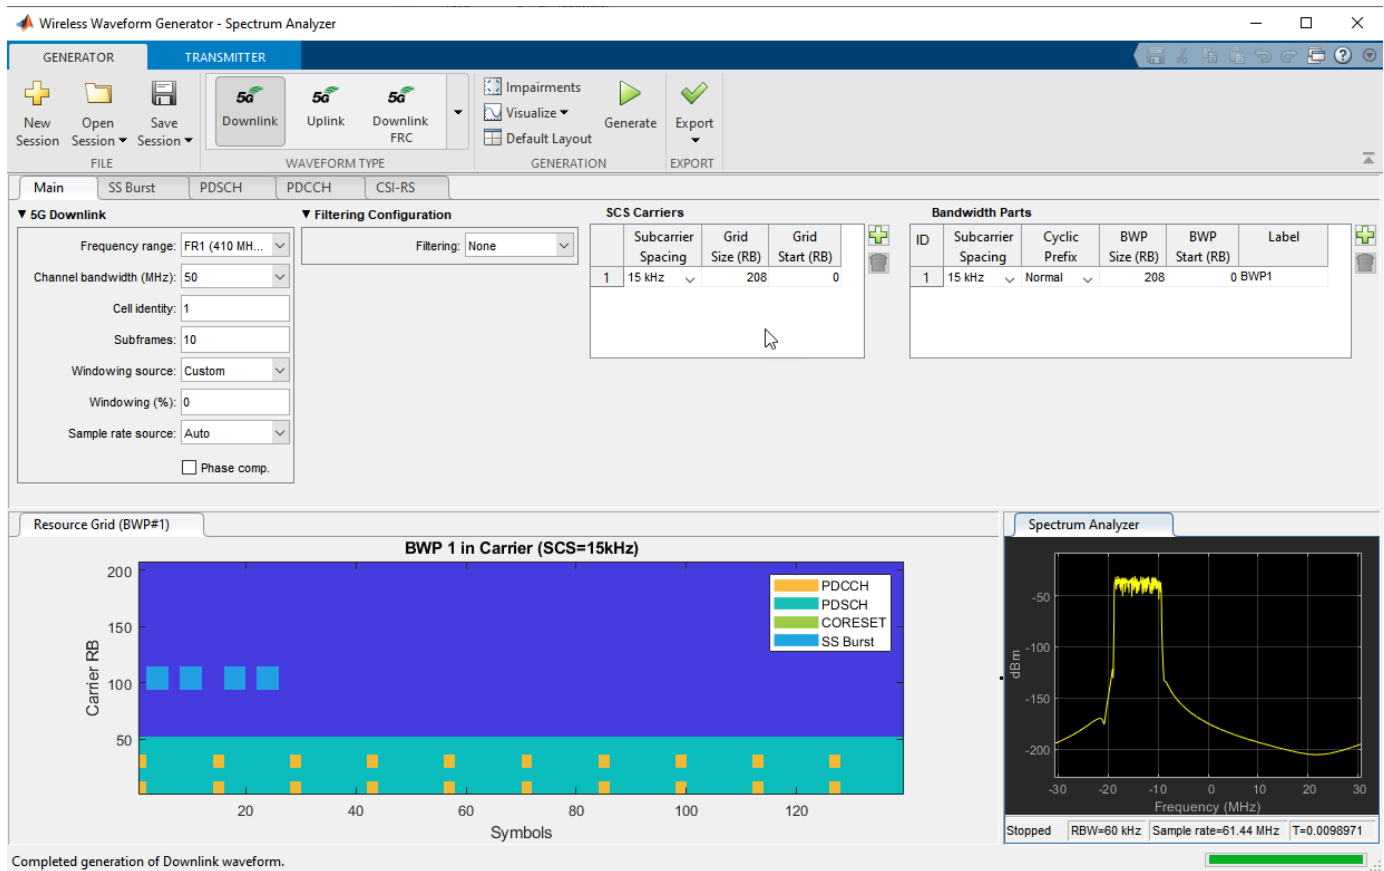 Wireless Waveform Generator - Spectrum Analyzer
GENERATOR TRANSMITTER
New Session
Open Session
Save Session
FILE
5G Downlink
5G Uplink
5G Downlink FRC
WAVEFORM TYPE
Impairments
Visualize
Default Layout
Generate
GENERATION
Export
EXPORT
Main SS Burst PDSCH PDCCH CSI-RS
5G Downlink
Frequency range: FR1 (410 MH...
Channel bandwidth (MHz): 50
Cell identity: 1
Subframes: 10
Windowing source: Custom
Windowing (%): 0
Sample rate source: Auto
Phase comp.
Filtering Configuration
Filtering: None
SCS Carriers
Subcarrier Spacing Grid Size (RB) Grid Start (RB)
1 15 kHz 208 0
Bandwidth Parts
ID Subcarrier Spacing Cyclic Prefix BWP Size (RB) BWP Start (RB) Label
1 15 kHz Normal 208 0 BWP1
Resource Grid (BWP#1)
BWP 1 in Carrier (SCS=15kHz)
200
150
100
50
Carrier RB
PDCCH
PDSCH
CORESET
SS Burst
20 40 60 80 100 120
Symbols
Spectrum Analyzer
-50
-100
-150
-200
dBm
-30 -20 -10 0 10 20 30
Frequency (MHz)
Stopped RBW=60 kHz Sample rate=61.44 MHz T=0.0098971
Completed generation of Downlink waveform.